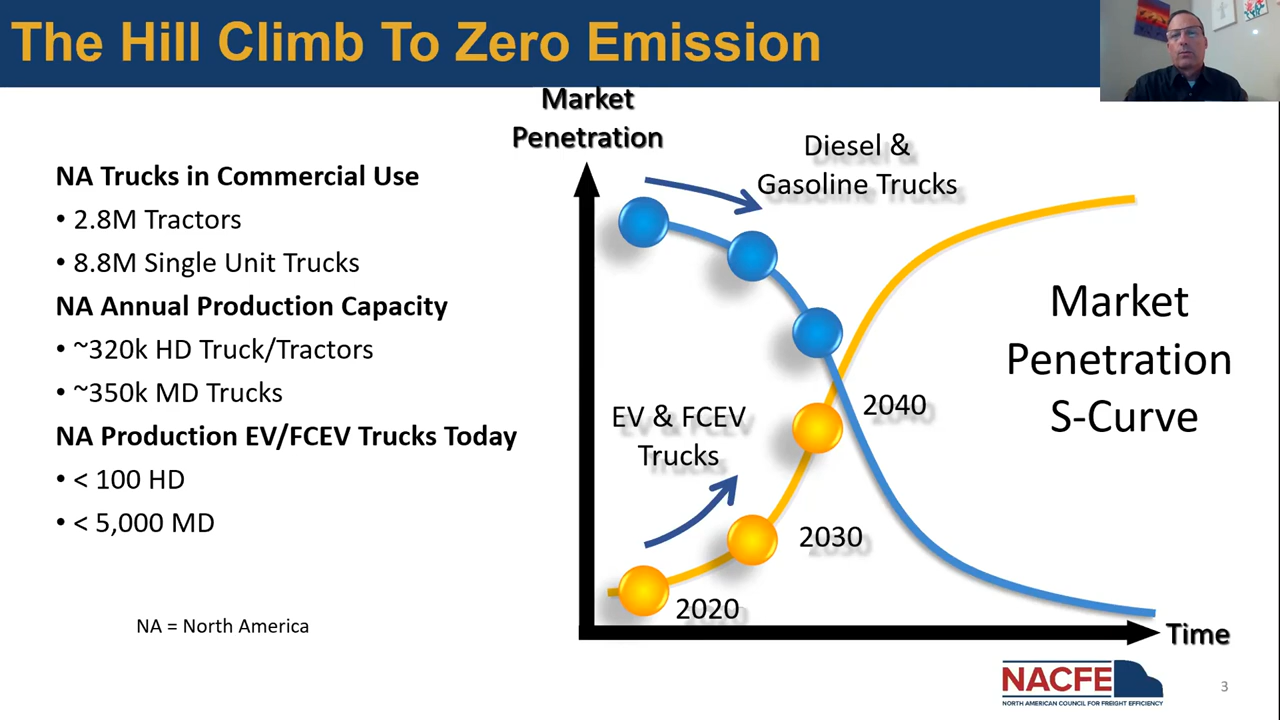 The Hill Climb To Zero Emission
Market
Penetration
Diesel &
Gasoline Trucks
NA Trucks in Commercial Use
• 2.8M Tractors
• 8.8M Single Unit Trucks
NA Annual Production Capacity
• ~320k HD Truck/Tractors
• ~350k MD Trucks
NA Production EV/FCEV Trucks Today
• < 100 HD
• < 5,000 MD
NA = North America
EV & FCEV
Trucks
2040
2030
2020
Market
Penetration
S-Curve
Time
NACFE
NORTH AMERICAN COUNCIL FOR FREIGHT EFFICIENCY
3